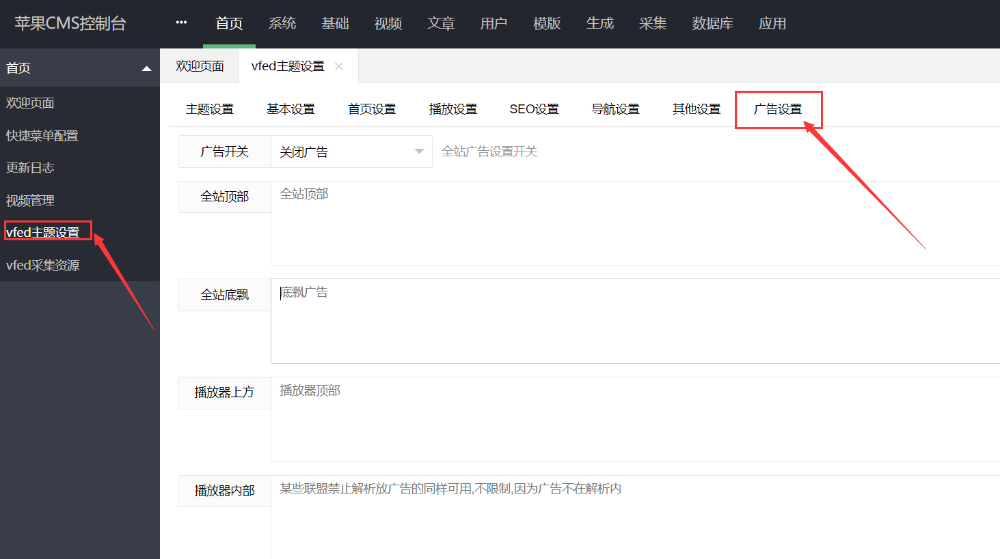 苹果CMS控制台 ••• 首页 系统 基础 视频 文章 用户 模版 生成 采集 数据库 应用
首页
欢迎页面
快捷菜单配置
更新日志
视频管理
vfed主题设置
vfed采集资源
欢迎页面 vfed主题设置
主题设置 基本设置 首页设置 播放设置 SEO设置 导航设置 其他设置 广告设置
广告开关 关闭广告 全站广告设置开关
全站顶部 全站顶部
全站底飘 底飘广告
播放器上方 播放器顶部
播放器内部 某些联盟禁止解析放广告的同样可用,不限制,因为广告不在解析内